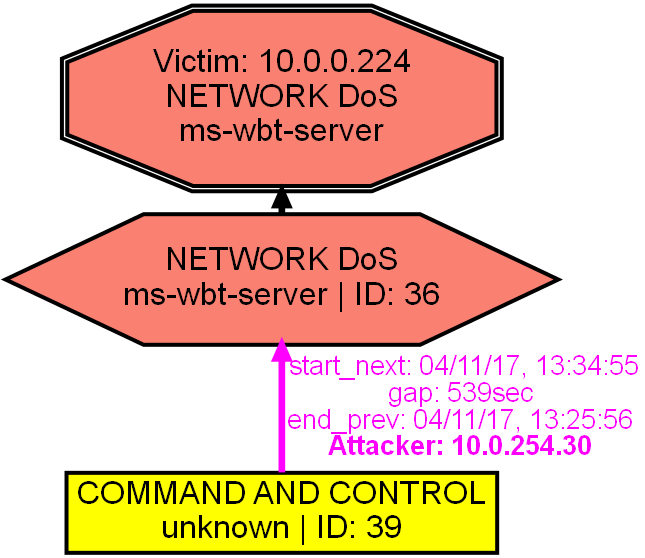 Victim: 10.0.0.224
NETWORK DoS
ms-wbt-server
NETWORK DoS
ms-wbt-server | ID: 36
start_next: 04/11/17, 13:34:55
gap: 539sec
end_prev: 04/11/17, 13:25:56
Attacker: 10.0.254.30
COMMAND AND CONTROL
unknown | ID: 39